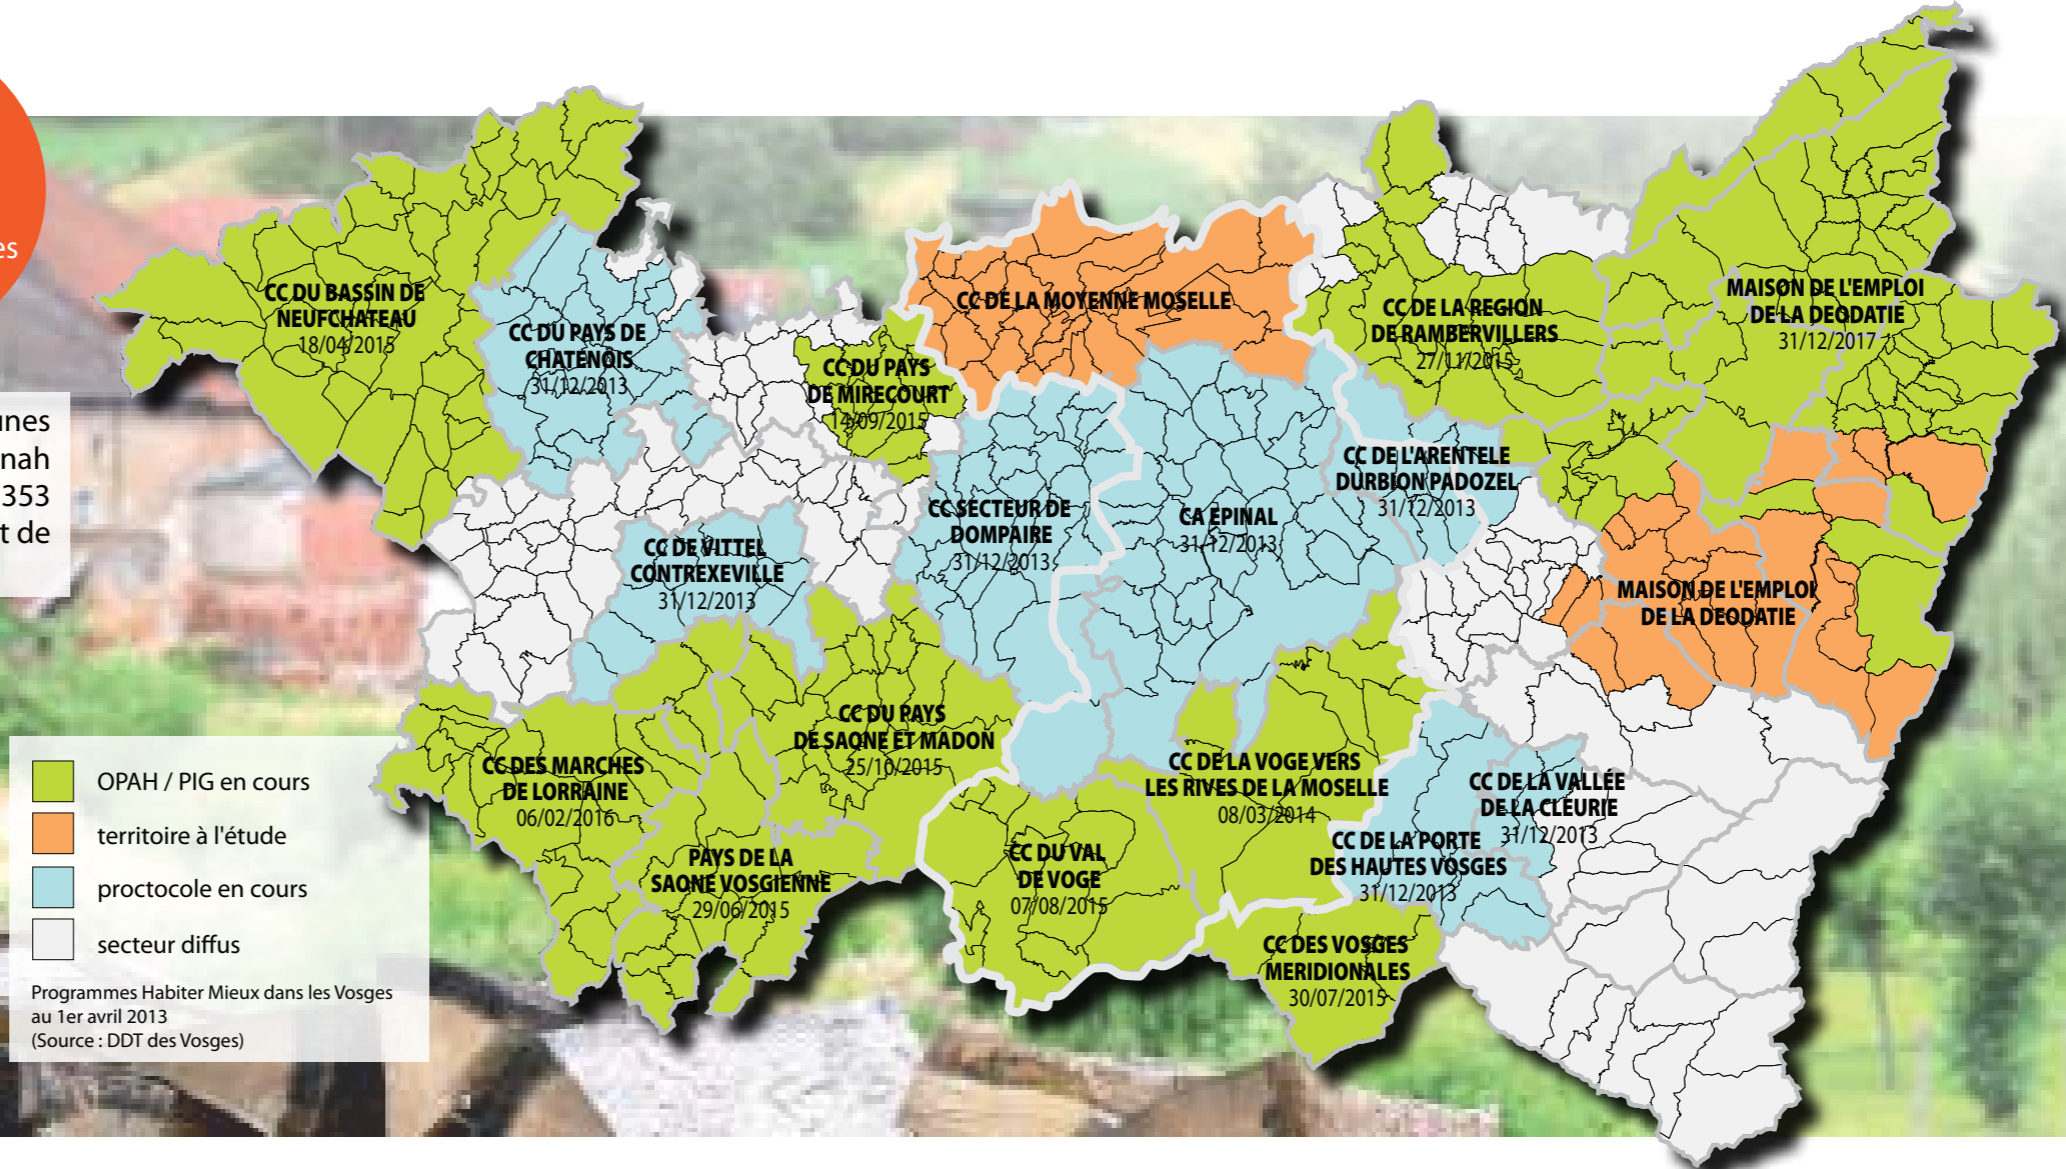 es
unes
nah
353
t de
CC DU BASSIN DE
NEUFCHATEAU
18/04/2015
CC DU PAYS DE
CHATENOIS
31/12/2013
CC DU PAYS
DE MIRECOURT
14/09/2015
CC DE LA MOYENNE MOSELLE
CC DE LA REGION
DE RAMBERVILLERS
27/11/2015
MAISON DE L'EMPLOI
DE LA DEODATIE
31/12/2017
CC DE VITTEL
CONTREXEVILLE
31/12/2013
CC SECTEUR DE
DOMPAIRE
31/12/2013
CA EPINAL
31/12/2013
CC DE L'ARENTELE
DURBION PADOZEL
31/12/2013
MAISON DE L'EMPLOI
DE LA DEODATIE
CC DES MARCHES
DE LORRAINE
06/02/2016
CC DU PAYS
DE SAONE ET MADON
25/10/2015
PAYS DE LA
SAONE VOSGIENNE
29/06/2015
CC DU VAL
DE VOGE
07/08/2015
CC DE LA VOGE VERS
LES RIVES DE LA MOSELLE
08/03/2014
CC DE LA VALLÉE
DE LA CLEURIE
31/12/2013
CC DE LA PORTE
DES HAUTES VOSGES
31/12/2013
CC DES VOSGES
MERIDIONALES
30/07/2015
OPAH / PIG en cours
territoire à l'étude
proctocole en cours
secteur diffus
Programmes Habiter Mieux dans les Vosges
au 1er avril 2013
(Source : DDT des Vosges)